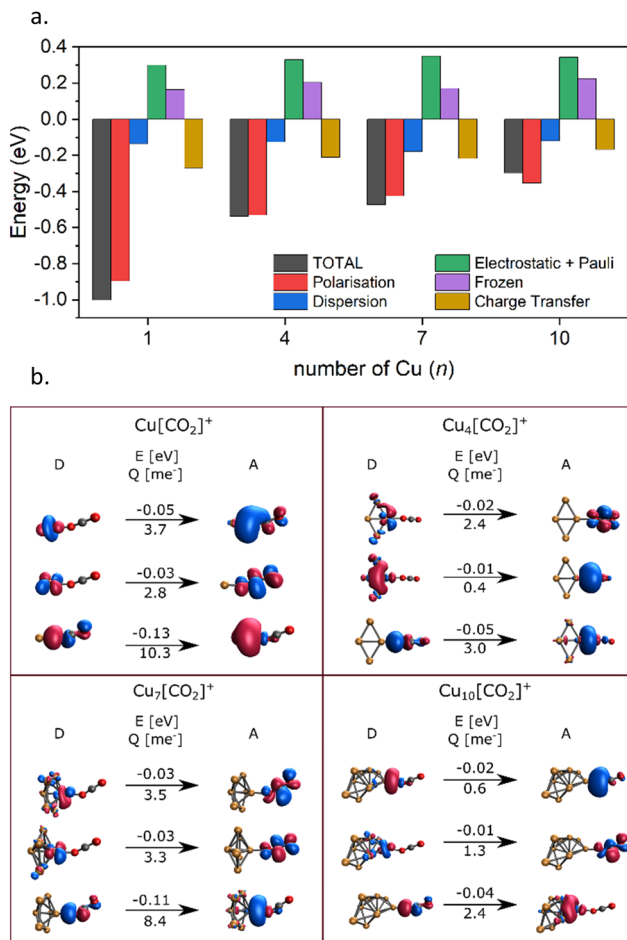 a.
0.4
0.2
0.0
-0.2
-0.4
-0.6
-0.8
-1.0
Energy (eV)
TOTAL
Polarisation
Dispersion
Electrostatic + Pauli
Frozen
Charge Transfer
1 4 7 10
number of Cu (n)
b.
Cu[CO₂]⁺
D
E [eV]
Q [me⁻]
A
-0.05
3.7
-0.03
2.8
-0.13
10.3
Cu₄[CO₂]⁺
D
E [eV]
Q [me⁻]
A
-0.02
2.4
-0.01
0.4
-0.05
3.0
Cu₇[CO₂]⁺
D
E [eV]
Q [me⁻]
A
-0.03
3.5
-0.03
3.3
-0.11
8.4
Cu₁₀[CO₂]⁺
D
E [eV]
Q [me⁻]
A
-0.02
0.6
-0.01
1.3
-0.04
2.4